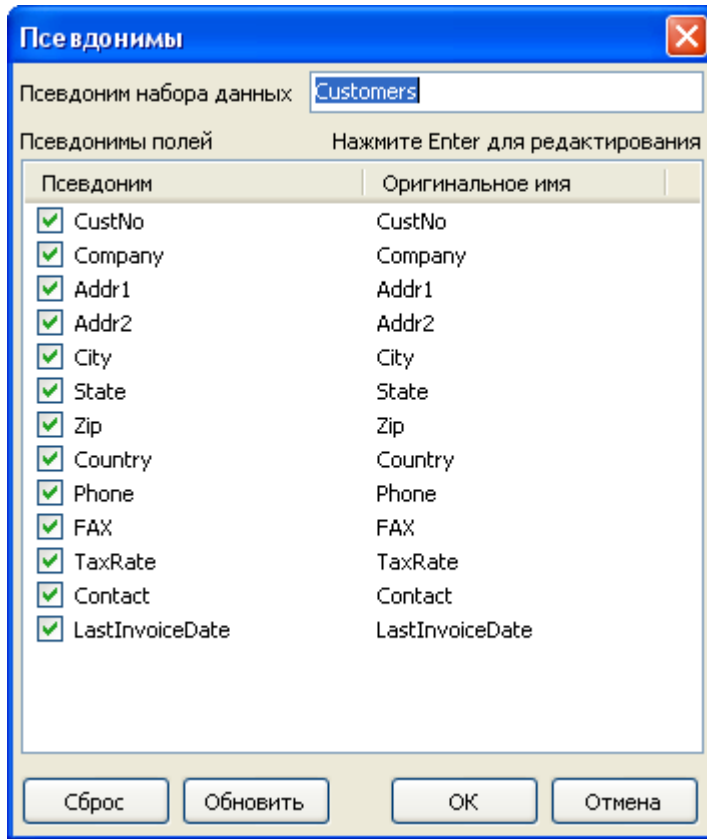 Псевдонимы
Псевдоним набора данных Customers
Псевдонимы полей Нажмите Enter для редактирования
Псевдоним Оригинальное имя
CustNo CustNo
Company Company
Addr1 Addr1
Addr2 Addr2
City City
State State
Zip Zip
Country Country
Phone Phone
FAX FAX
TaxRate TaxRate
Contact Contact
LastInvoiceDate LastInvoiceDate
Сброс Обновить ОК Отмена